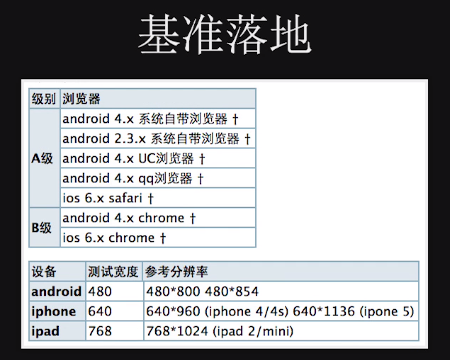 基准落地
级别 浏览器
A级 android 4.x 系统自带浏览器 †
android 2.3.x 系统自带浏览器 †
android 4.x UC浏览器 †
android 4.x qq浏览器 †
ios 6.x safari †
B级 android 4.x chrome †
ios 6.x chrome †
设备 测试宽度 参考分辨率
android 480 480*800 480*854
iphone 640 640*960 (iphone 4/4s) 640*1136 (ipone 5)
ipad 768 768*1024 (ipad 2/mini)